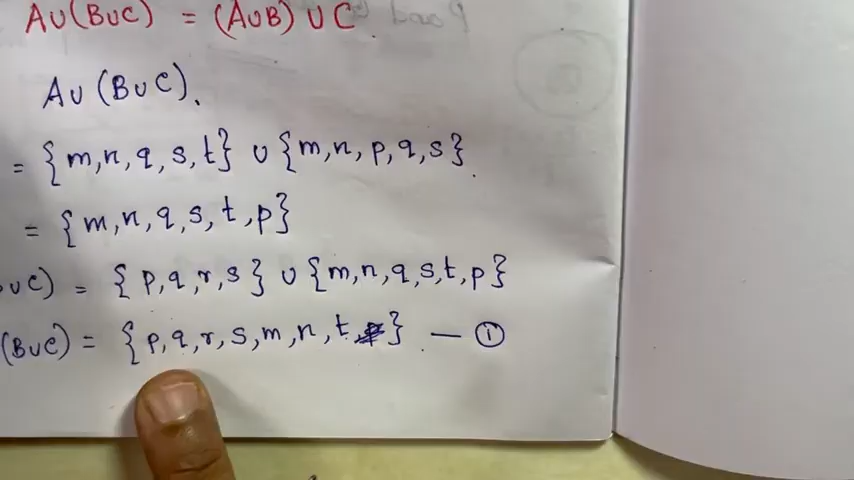 A∪(B∪C) = (A∪B) ∪ C
A∪(B∪C).
= {m,n,q,s,t} ∪ {m,n,p,q,s}.
= {m,n,q,s,t,p}
∪C) = {p,q,r,s} ∪ {m,n,q,s,t,p}
(B∪C) = {p,q,r,s,m,n,t} — ①